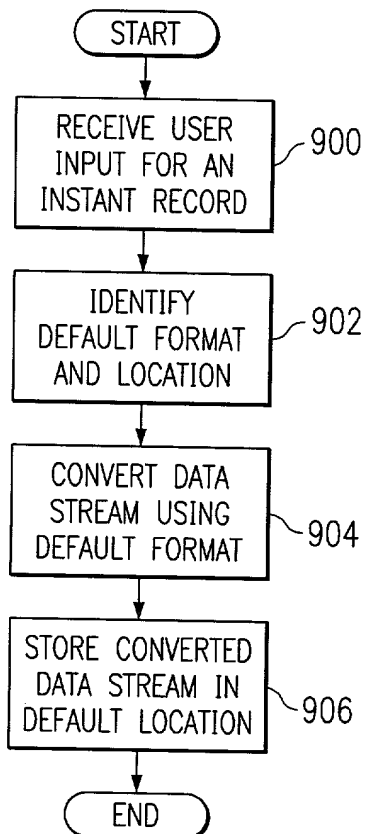 START
RECEIVE USER
INPUT FOR AN
INSTANT RECORD
900
IDENTIFY
DEFAULT FORMAT
AND LOCATION
902
CONVERT DATA
STREAM USING
DEFAULT FORMAT
904
STORE CONVERTED
DATA STREAM IN
DEFAULT LOCATION
906
END